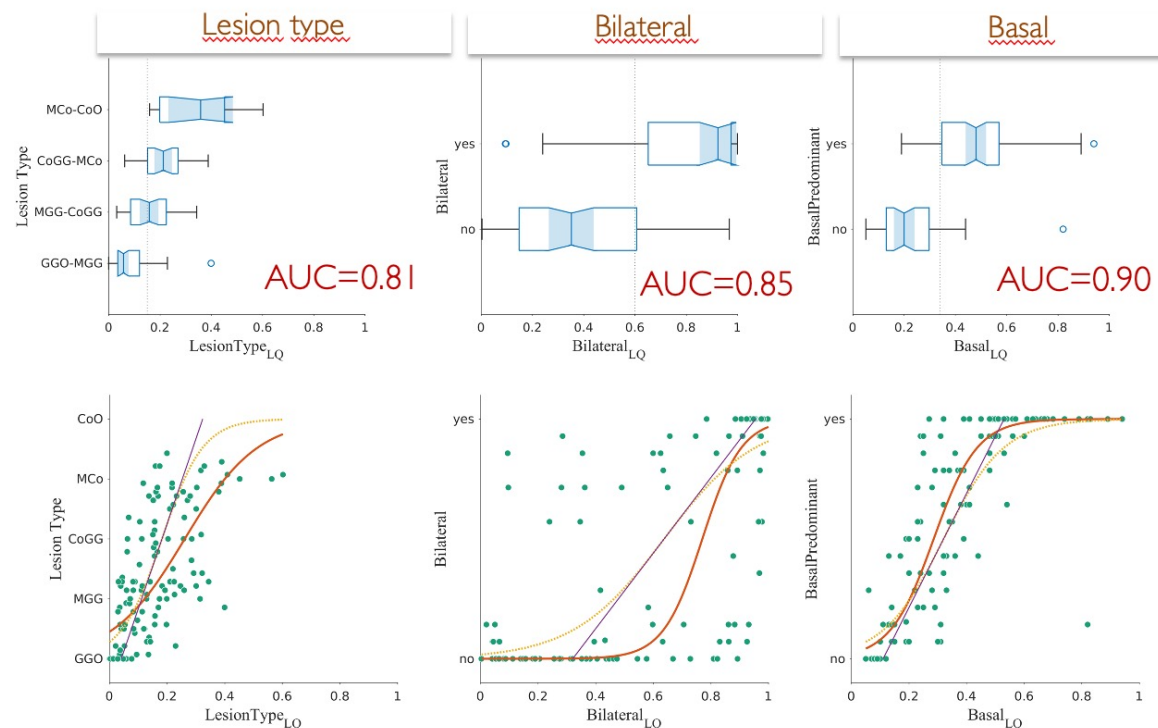 Lesion type
Bilateral
Basal
Lesion Type
MCo-CoO
CoGG-MCo
MGG-CoGG
GGO-MGG
AUC=0.81
0
0.2
0.4
0.6
0.8
1
LesionType_LQ
Bilateral
yes
no
AUC=0.85
0
0.2
0.4
0.6
0.8
1
Bilateral_LQ
BasalPredominant
yes
no
AUC=0.90
0
0.2
0.4
0.6
0.8
1
Basal_LQ
Lesion Type
CoO
MCo
CoGG
MGG
GGO
0
0.2
0.4
0.6
0.8
1
LesionType_LQ
Bilateral
yes
no
0
0.2
0.4
0.6
0.8
1
Bilateral_LQ
BasalPredominant
yes
no
0
0.2
0.4
0.6
0.8
1
Basal_LQ